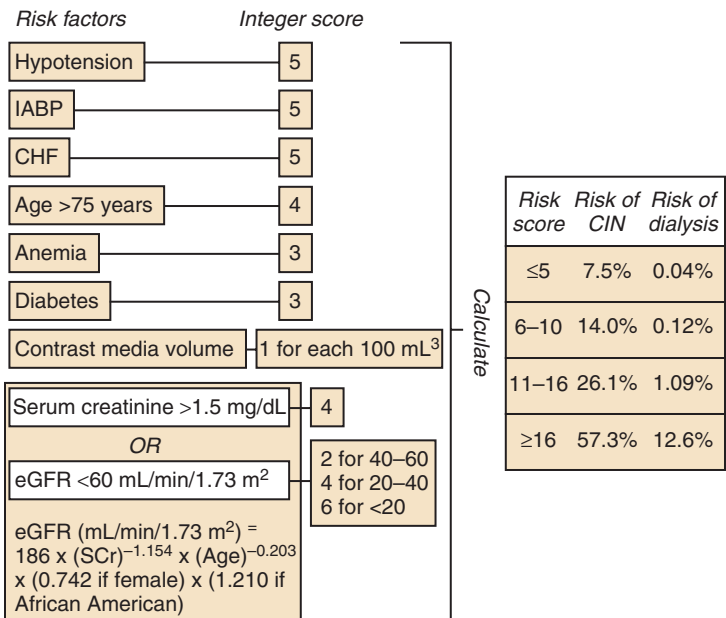 Risk factors Integer score
Hypotension 5
IABP 5
CHF 5
Age >75 years 4
Anemia 3
Diabetes 3
Contrast media volume 1 for each 100 mL³
Serum creatinine >1.5 mg/dL 4
OR
eGFR <60 mL/min/1.73 m²
2 for 40–60
4 for 20–40
6 for <20
eGFR (mL/min/1.73 m²) =
186 x (SCr)⁻¹·¹⁵⁴ x (Age)⁻⁰·²⁰³
x (0.742 if female) x (1.210 if
African American)
Calculate
Risk score Risk of CIN Risk of dialysis
≤5 7.5% 0.04%
6–10 14.0% 0.12%
11–16 26.1% 1.09%
≥16 57.3% 12.6%